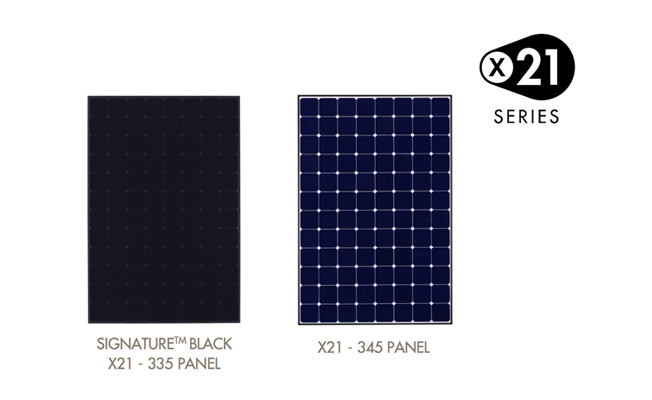 X21
SERIES
SIGNATURE™ BLACK
X21 - 335 PANEL
X21 - 345 PANEL